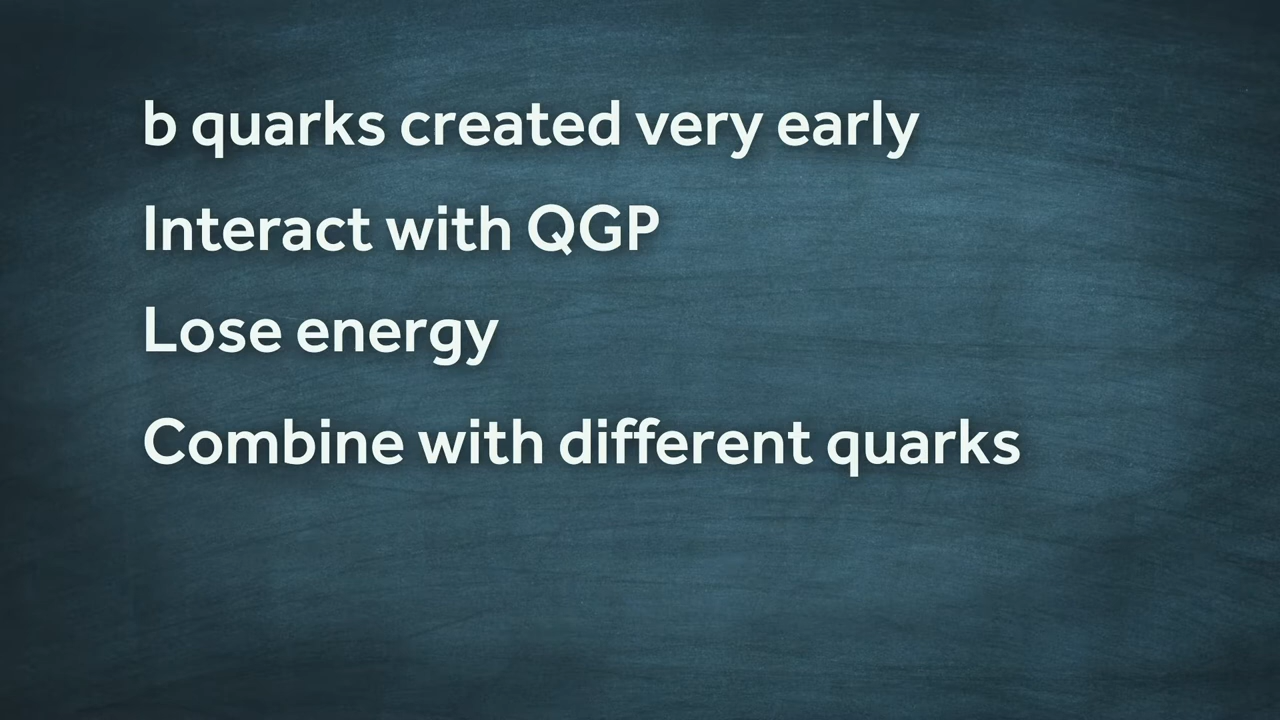 b quarks created very early
Interact with QGP
Lose energy
Combine with different quarks